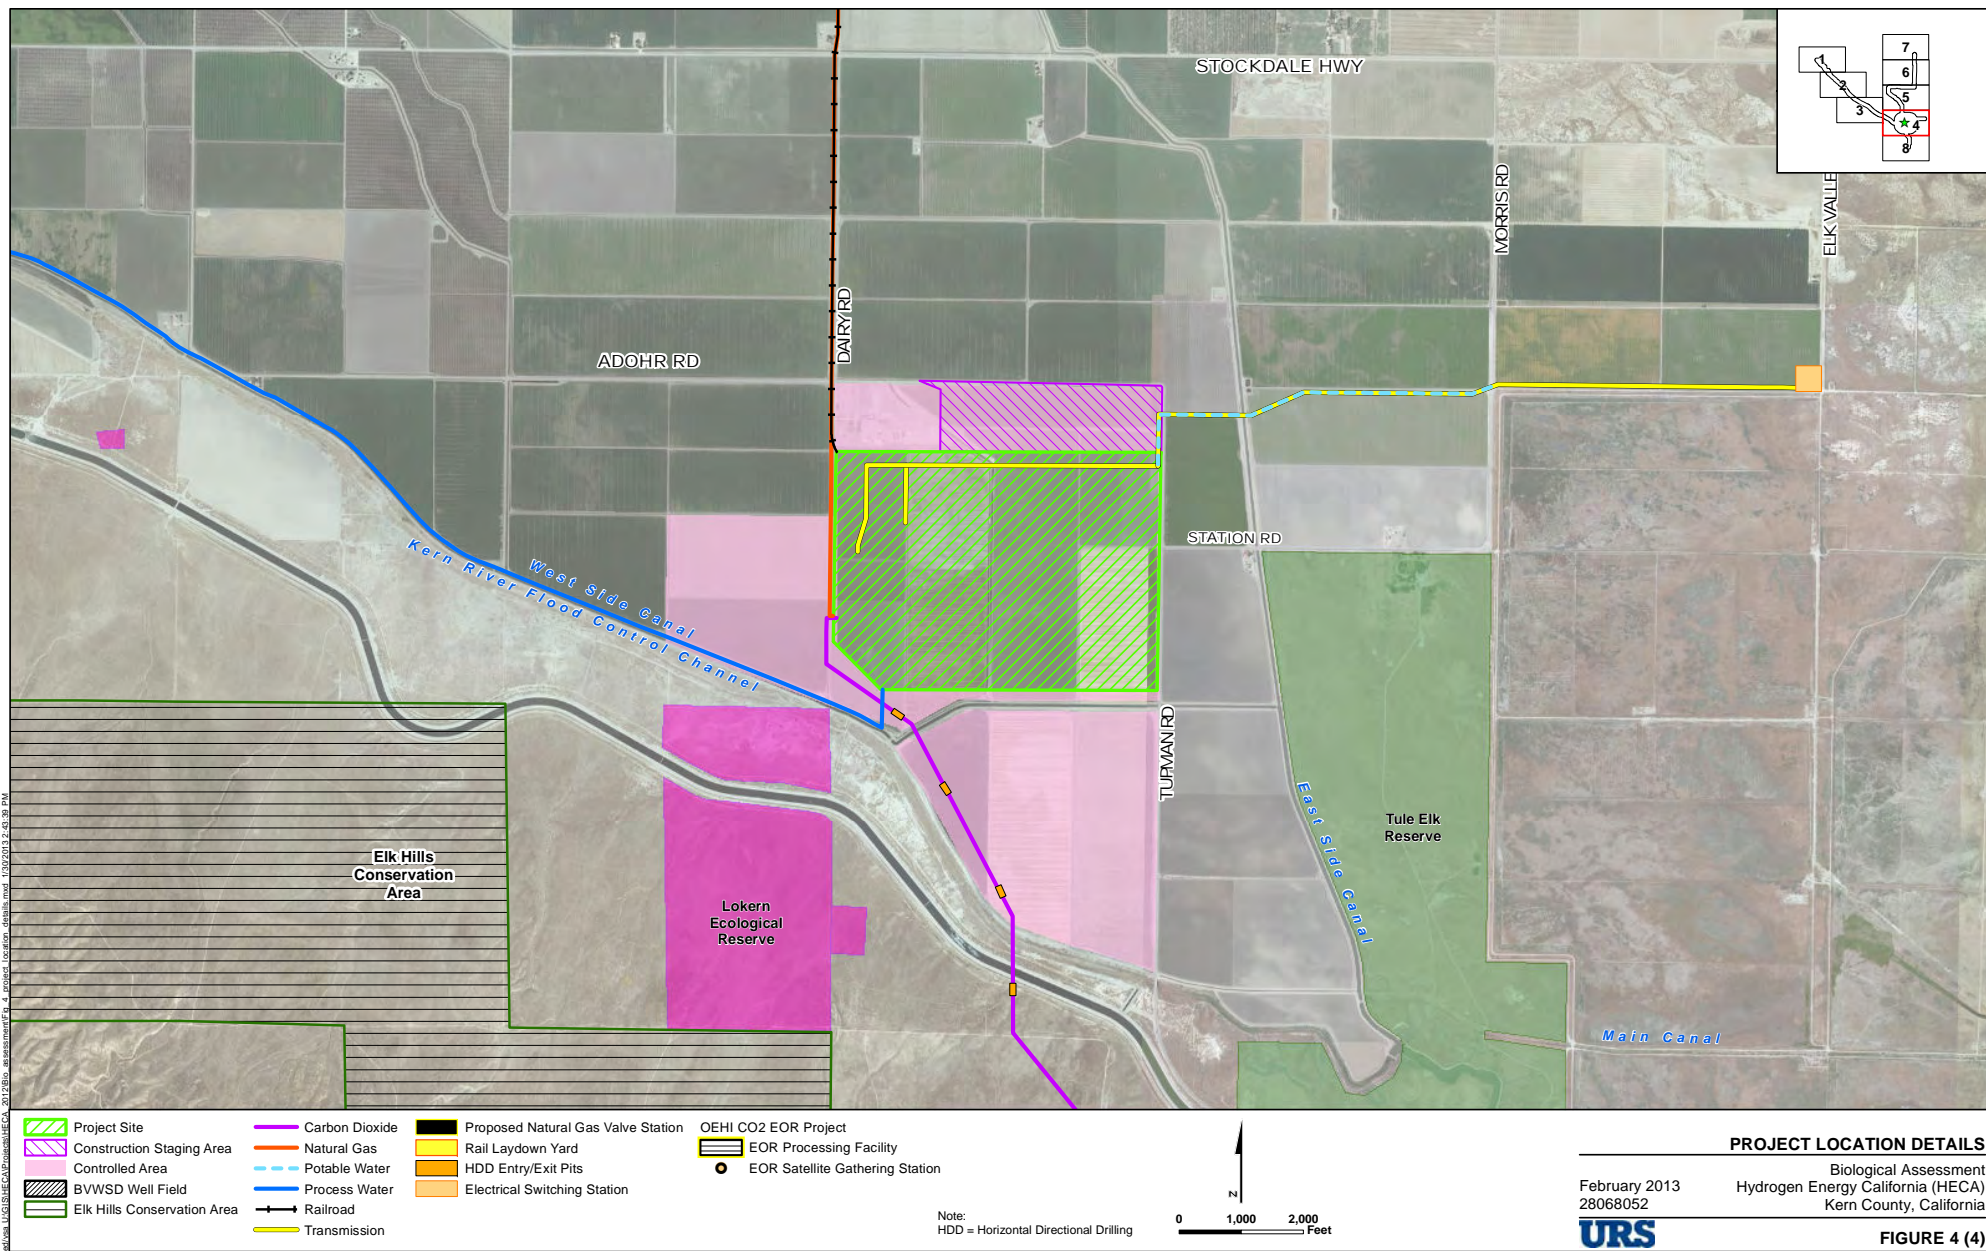 STOCKDALE HWY
7
1
6
2
5
3
4
8
MORRIS RD
ELK VALLE
DAIRY RD
ADOHR RD
STATION RD
West Side Canal
Kern River Flood Control Channel
TUPMAN RD
East Side Canal
Tule Elk
Reserve
Elk Hills
Conservation
Area
Lokern
Ecological
Reserve
Main Canal
Project Site
Construction Staging Area
Controlled Area
BVWSD Well Field
Elk Hills Conservation Area
Carbon Dioxide
Natural Gas
Potable Water
Process Water
Railroad
Transmission
Proposed Natural Gas Valve Station
Rail Laydown Yard
HDD Entry/Exit Pits
Electrical Switching Station
OEHI CO2 EOR Project
EOR Processing Facility
EOR Satellite Gathering Station
Note:
HDD = Horizontal Directional Drilling
N
0 1,000 2,000
Feet
PROJECT LOCATION DETAILS
Biological Assessment
February 2013 Hydrogen Energy California (HECA)
28068052 Kern County, California
URS FIGURE 4 (4)